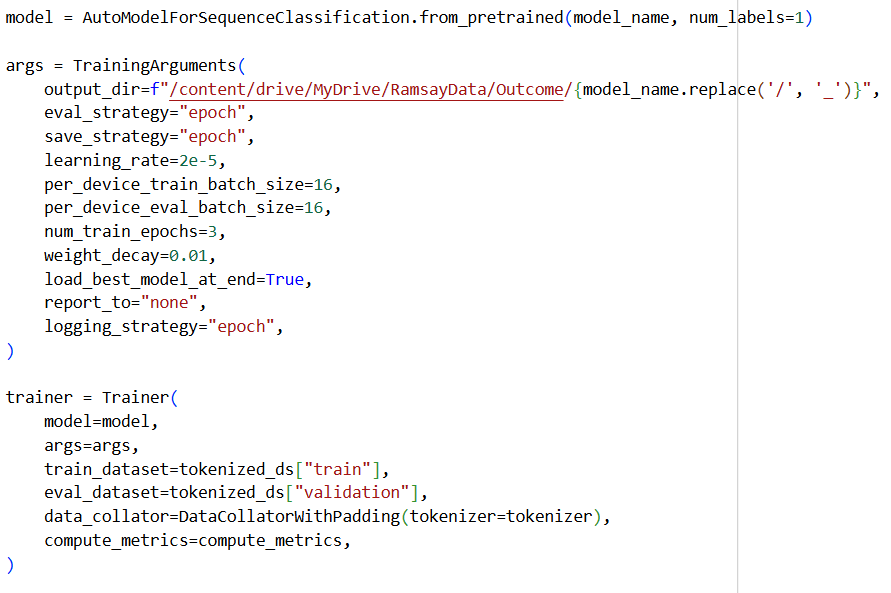 model = AutoModelForSequenceClassification.from_pretrained(model_name, num_labels=1)
args = TrainingArguments(
output_dir=f"/content/drive/MyDrive/RamsayData/Outcome/{model_name.replace('/', '_')}",
eval_strategy="epoch",
save_strategy="epoch",
learning_rate=2e-5,
per_device_train_batch_size=16,
per_device_eval_batch_size=16,
num_train_epochs=3,
weight_decay=0.01,
load_best_model_at_end=True,
report_to="none",
logging_strategy="epoch",
)
trainer = Trainer(
model=model,
args=args,
train_dataset=tokenized_ds["train"],
eval_dataset=tokenized_ds["validation"],
data_collator=DataCollatorWithPadding(tokenizer=tokenizer),
compute_metrics=compute_metrics,
)